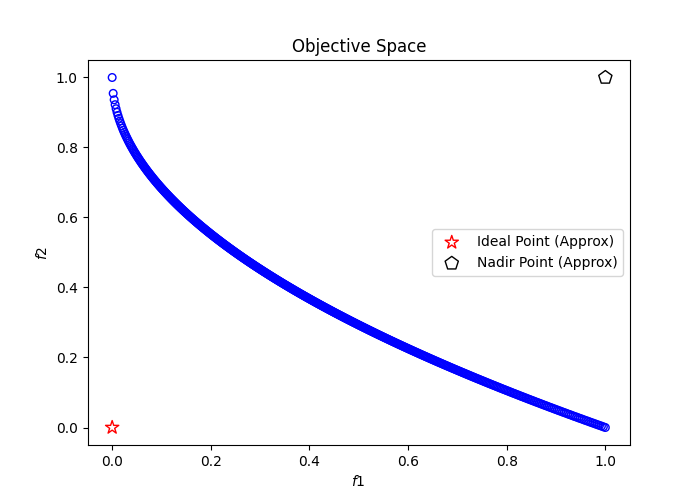 Objective Space
1.0
0.8
0.6
0.4
0.2
0.0
f2
Ideal Point (Approx)
Nadir Point (Approx)
0.0 0.2 0.4 0.6 0.8 1.0
f1